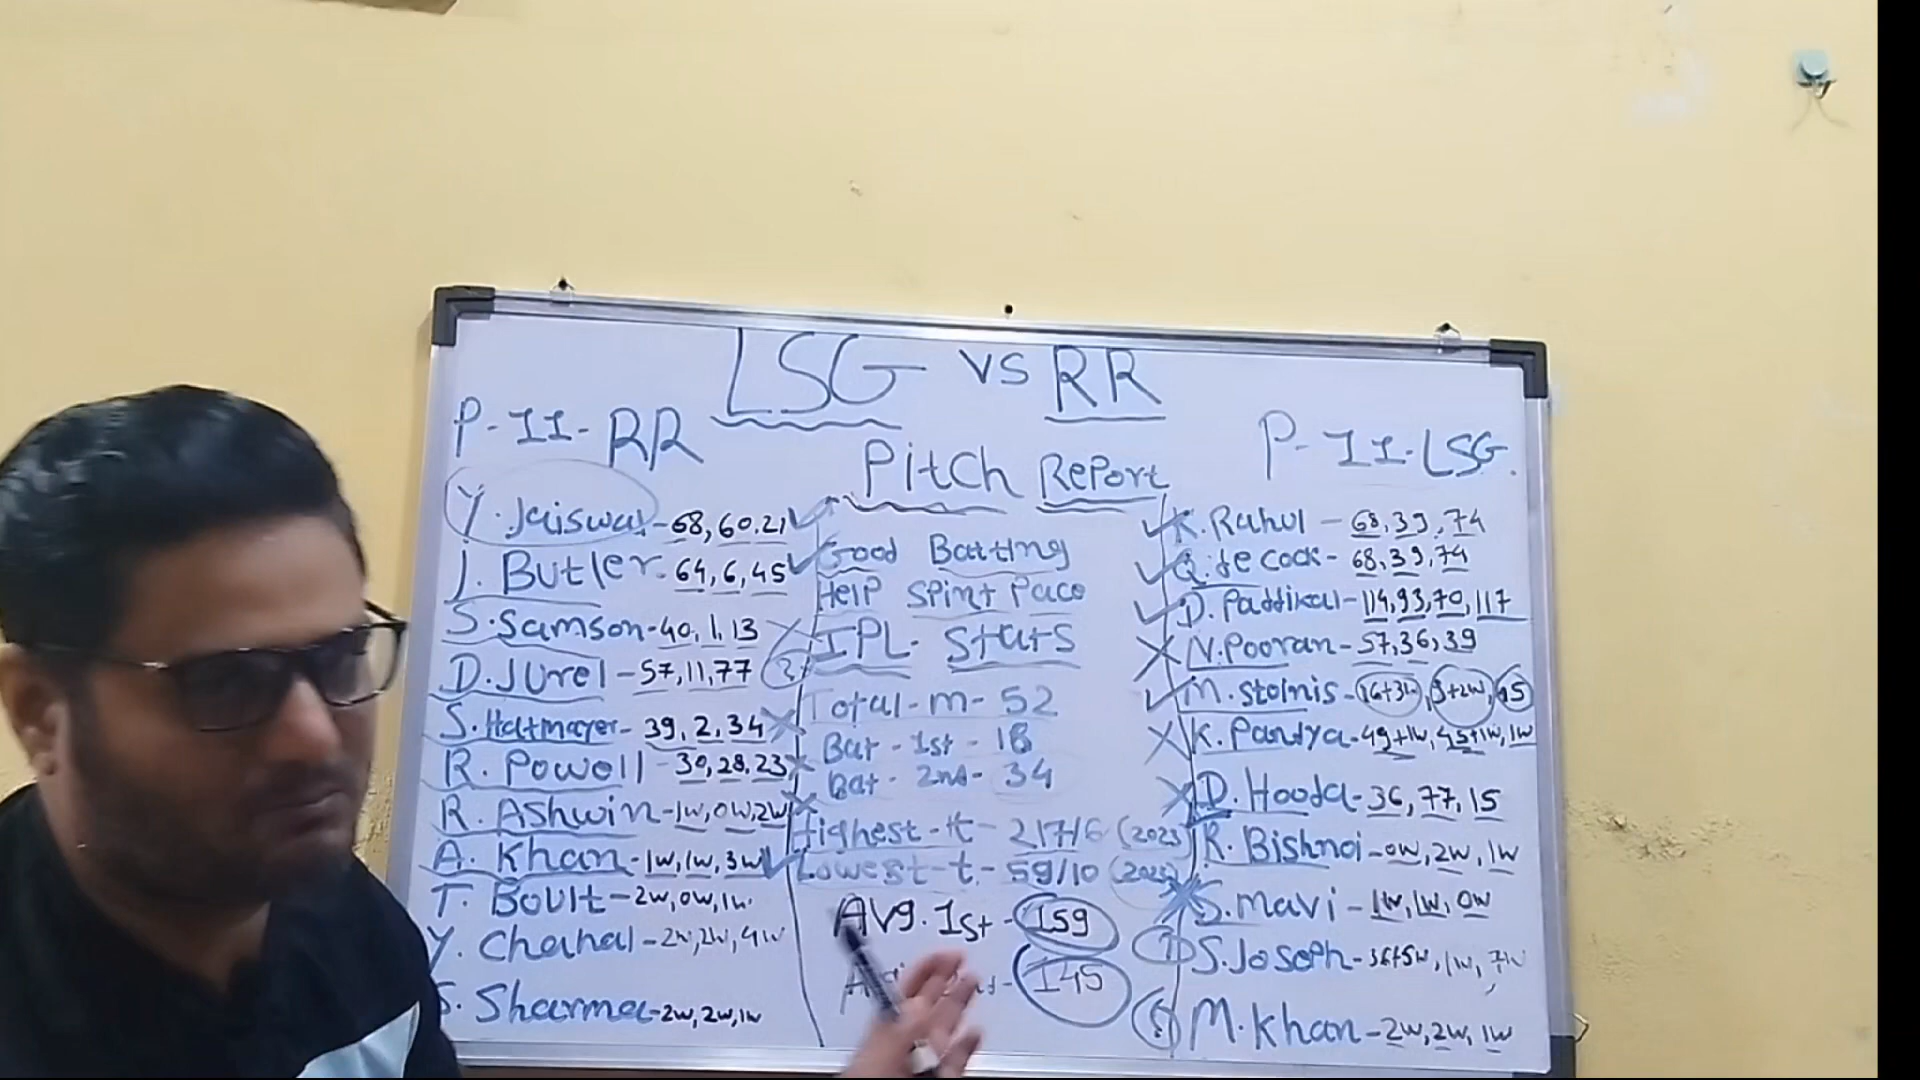 LSG vs RR
P-11-RR
Y. Jaiswal - 68, 60, 21
J. Butler - 64, 6, 45
S. Samson - 40, 1, 13
D. Jurel - 57, 11, 77
S. Hatmayer - 39, 2, 34
R. Powell - 30, 28, 23
R. Ashwin - 1w, 0w, 2w
A. Khan - 1w, 1w, 3w
T. Boult - 2w, 0w, 1w
Y. Chahal - 2w, 2w, 4w
S. Sharma - 2w, 2w, 1w
Pitch Report
Good Batting
Help Spin+Pace
IPL. Stats
Total-m-52
Bat-1st-18
Bat-2nd-34
Highest-t-217/6 (2023
Lowest-t-59/10 (2023)
Avg. 1st-159
145
P-11-LSG.
K. Rahul - 68, 39, 74
Q. de cock - 68, 39, 74
D. Paddikal - 114, 93, 70, 117
N. Pooran - 57, 36, 39
M. Stoinis - 15
K. Pandya - 49+1w, 45+1w, 1w
D. Hooda - 36, 77, 15
R. Bishnoi - 0w, 2w, 1w
S. Mavi - 1w, 1w, 0w
S. Joseph - 1w,
M. Khan - 2w, 2w, 1w